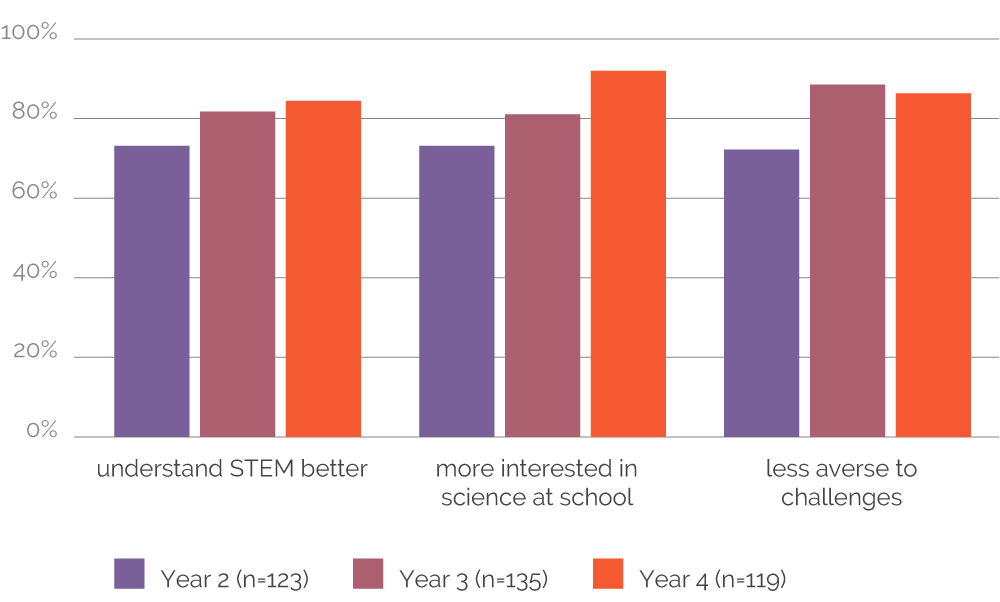 100%
80%
60%
40%
20%
0%
understand STEM better
more interested in
science at school
less averse to
challenges
Year 2 (n=123)
Year 3 (n=135)
Year 4 (n=119)